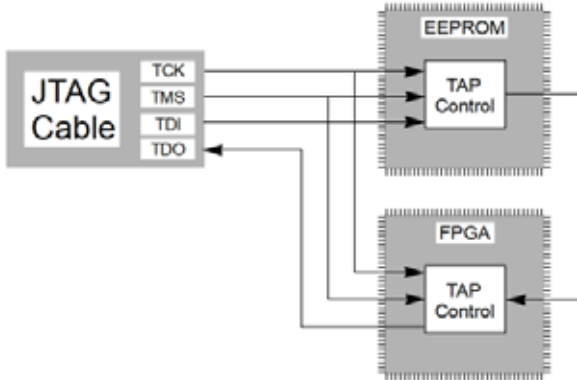 EEPROM
JTAG
Cable
TCK
TMS
TDI
TDO
TAP
Control
FPGA
TAP
Control